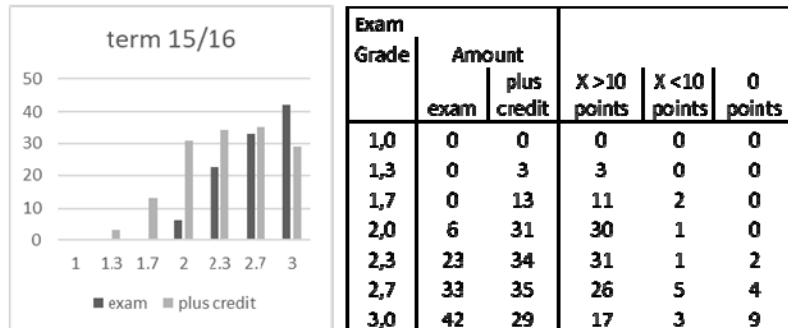 term 15/16
50
40
30
20
10
0
1 1.3 1.7 2 2.3 2.7 3
exam plus credit
Exam
Grade Amount
plus X >10 X <10 0
exam credit points points points
1,0 0 0 0 0 0
1,3 0 3 3 0 0
1,7 0 13 11 2 0
2,0 6 31 30 1 0
2,3 23 34 31 1 2
2,7 33 35 26 5 4
3,0 42 29 17 3 9